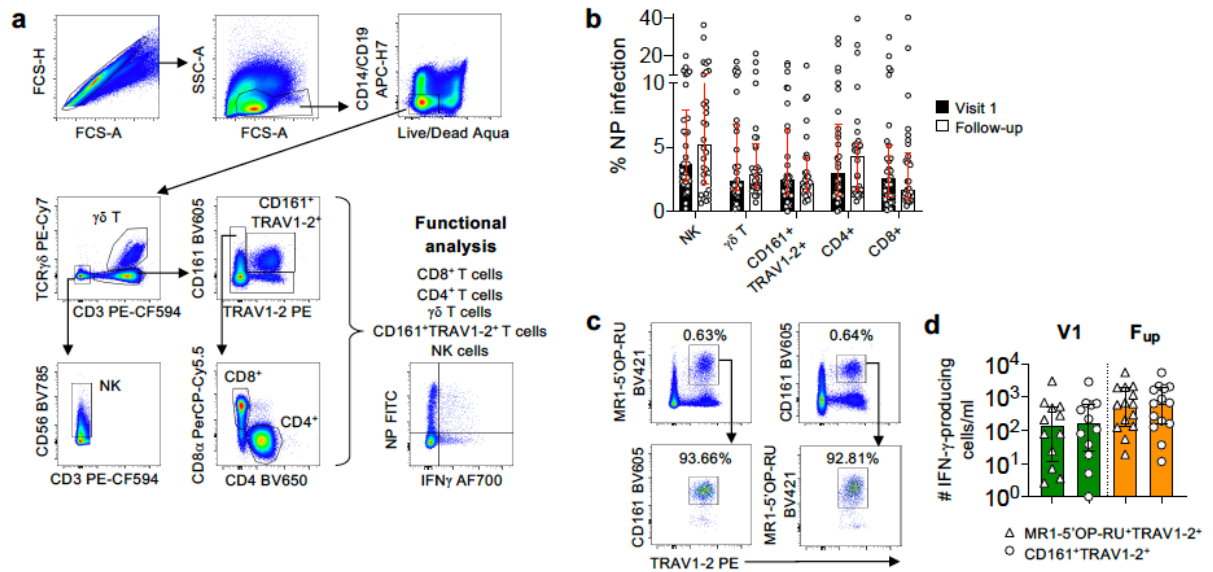 a
FCS-H
FCS-A
SSC-A
FCS-A
CD14/CD19
APC-H7
Live/Dead Aqua
TCRγδ PE-Cy7
γδ T
CD3 PE-CF594
CD161 BV605
CD161⁺
TRAV1-2⁺
TRAV1-2 PE
CD56 BV785
NK
CD3 PE-CF594
CD8α PerCP-Cy5.5
CD8⁺
CD4⁺
CD4 BV650
Functional
analysis
CD8⁺ T cells
CD4⁺ T cells
γδ T cells
CD161⁺TRAV1-2⁺ T cells
NK cells
NP FITC
IFNγ AF700
b
% NP infection
40
20
10
5
0
Visit 1
Follow-up
NK
γδ T
CD161+
TRAV1-2+
CD4+
CD8+
c
MR1-5'OP-RU
BV421
0.63%
CD161 BV605
0.64%
CD161 BV605
93.66%
MR1-5'OP-RU
BV421
92.81%
TRAV1-2 PE
d
V1
Fup
# IFN-γ-producing
cells/ml
10⁴
10³
10²
10¹
10⁰
MR1-5'OP-RU⁺TRAV1-2⁺
CD161⁺TRAV1-2⁺